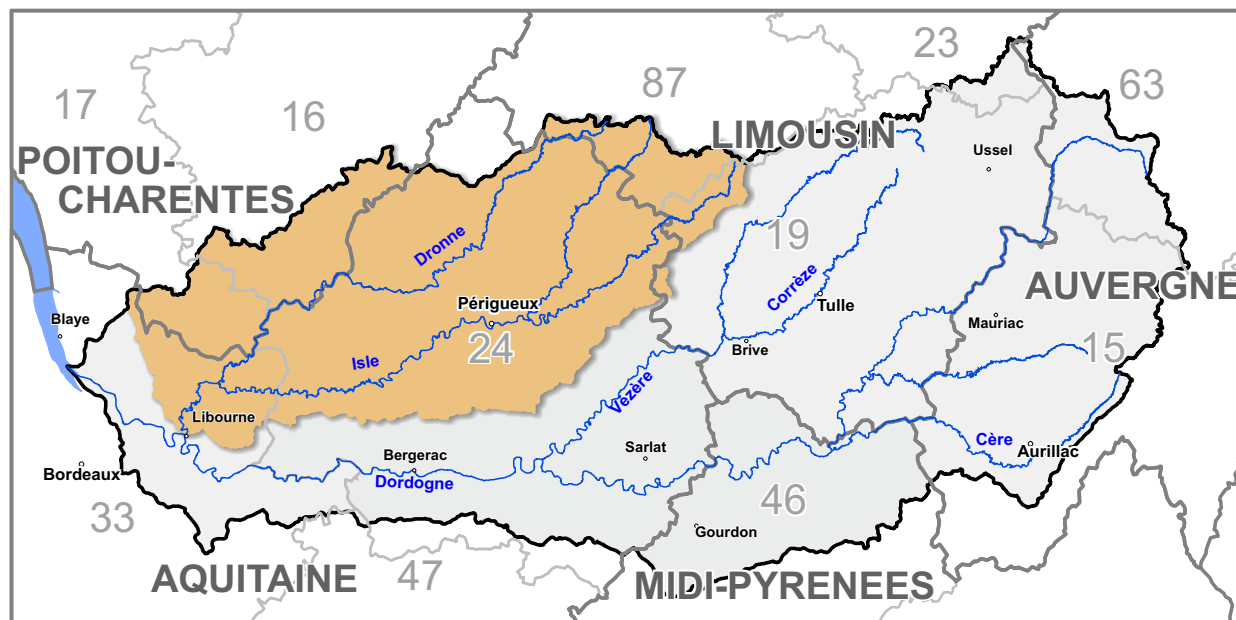 23
63
17
16
87
LIMOUSIN
Ussel
POITOU-
CHARENTES
Dronne
19
Corrèze
AUVERGNE
Périgueux
Tulle
Blaye
24
Mauriac
15
Isle
Brive
Vézère
Libourne
Bergerac
Sarlat
Cère
Aurillac
Bordeaux
Dordogne
46
33
Gourdon
AQUITAINE
47
MIDI-PYRENEES